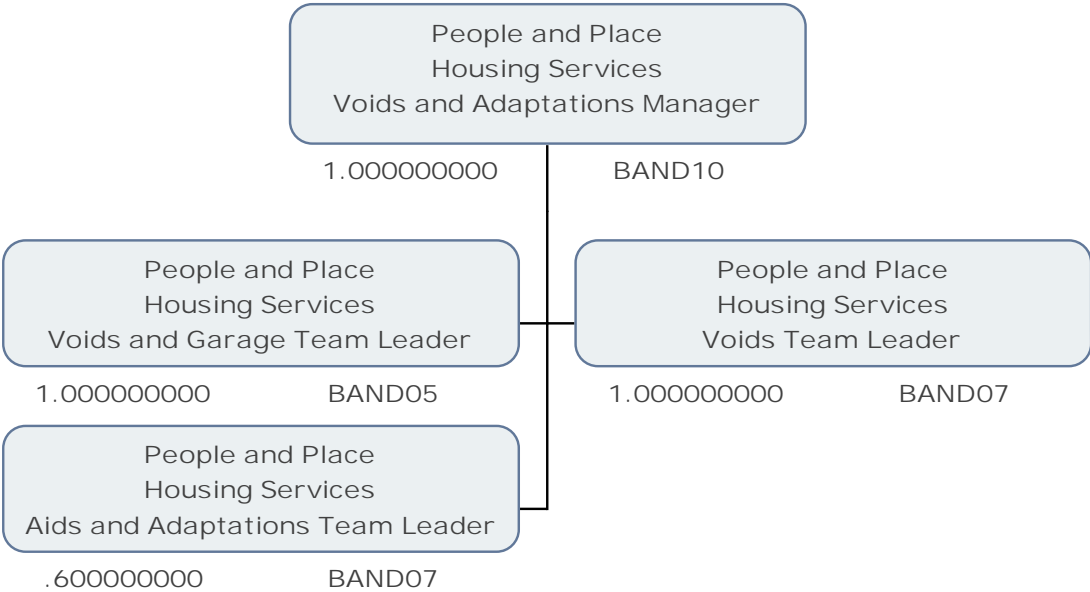 People and Place
Housing Services
Voids and Adaptations Manager
1.000000000 BAND10
People and Place
Housing Services
Voids and Garage Team Leader
1.000000000 BAND05
People and Place
Housing Services
Voids Team Leader
1.000000000 BAND07
People and Place
Housing Services
Aids and Adaptations Team Leader
.600000000 BAND07